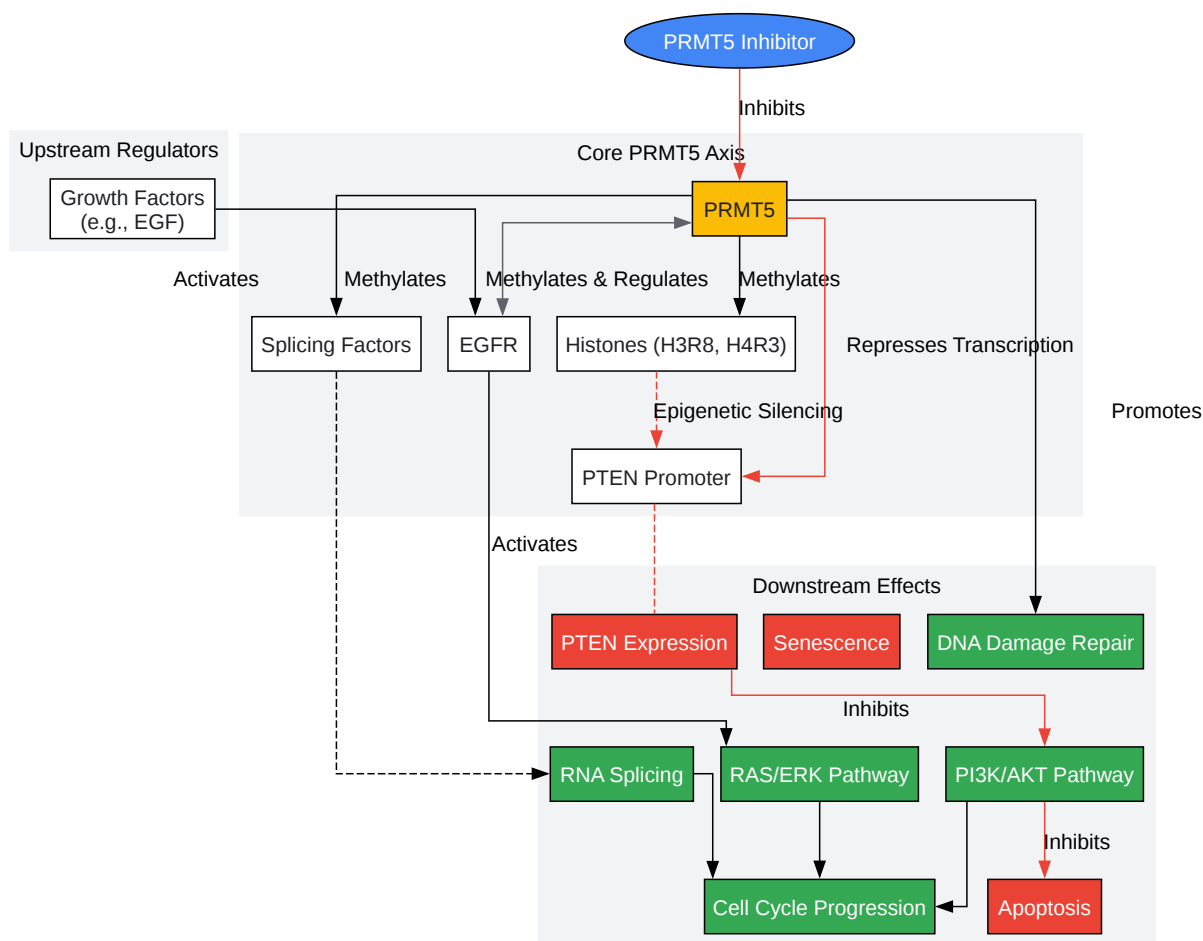 PRMT5 Inhibitor
Inhibits
Upstream Regulators
Core PRMT5 Axis
Growth Factors
(e.g., EGF)
PRMT5
Activates
Methylates
Methylates & Regulates
Methylates
Splicing Factors
EGFR
Histones (H3R8, H4R3)
Represses Transcription
Epigenetic Silencing
Promotes
PTEN Promoter
Activates
Downstream Effects
PTEN Expression
Senescence
DNA Damage Repair
Inhibits
RNA Splicing
RAS/ERK Pathway
PI3K/AKT Pathway
Inhibits
Cell Cycle Progression
Apoptosis